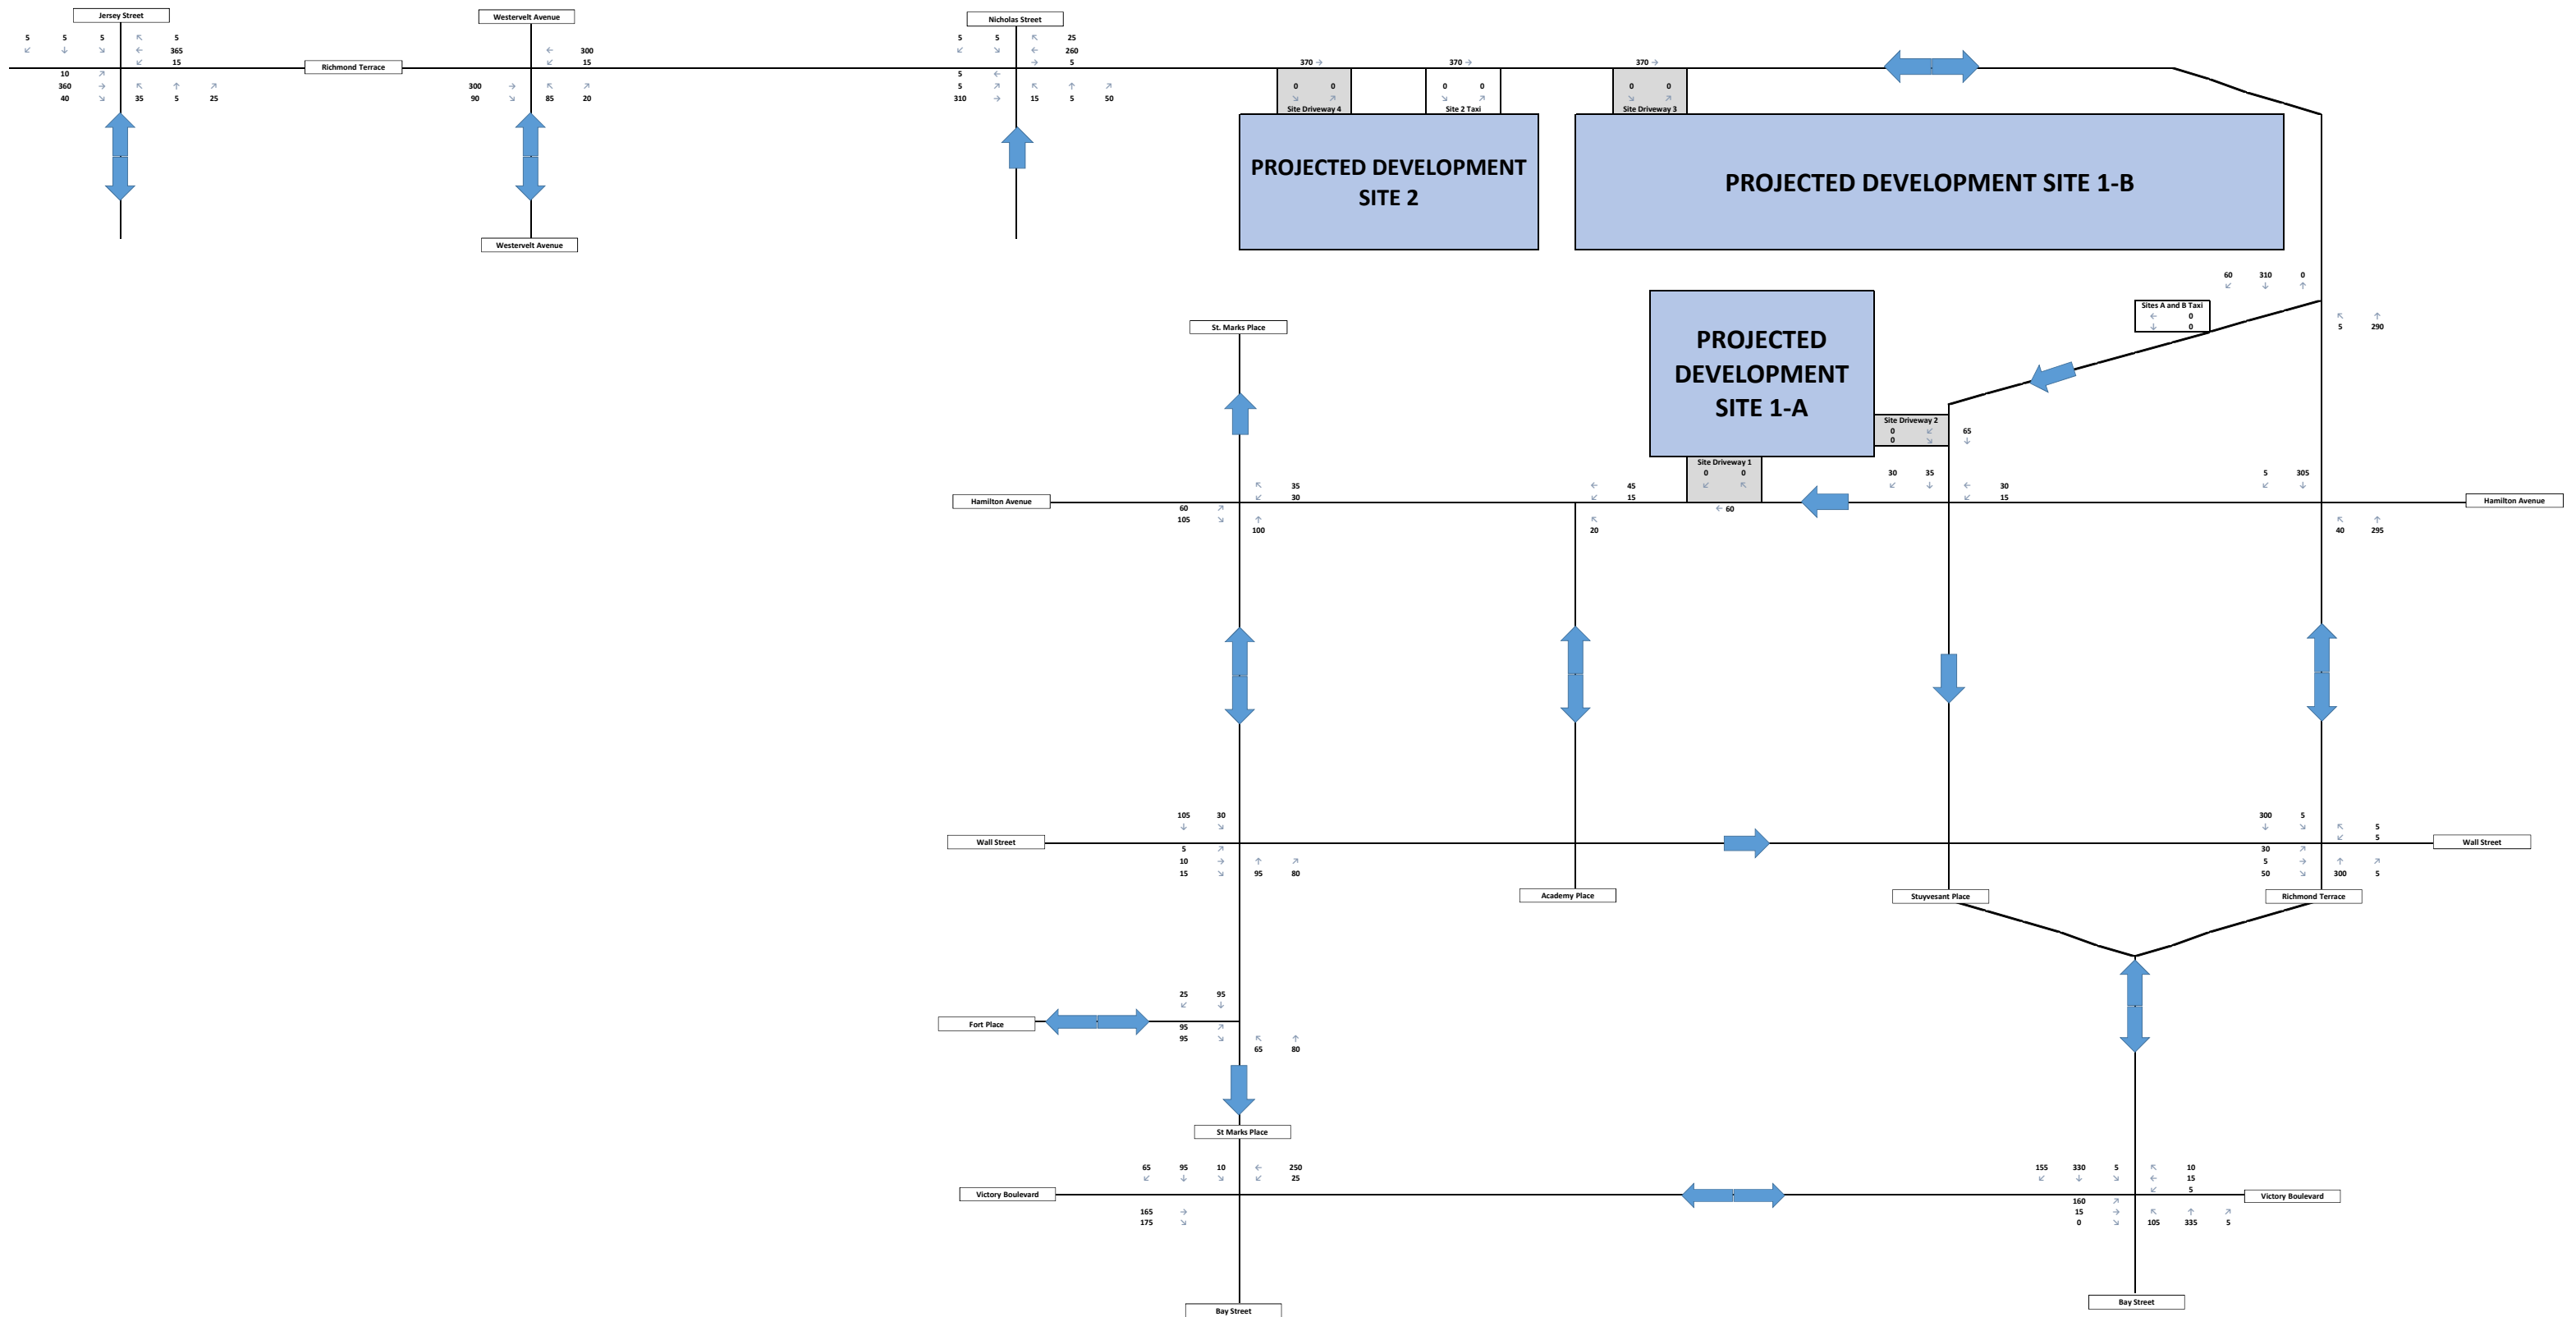 Jersey Street
Westervelt Avenue
Nicholas Street
5 5 5 ↖ 5
↙ ↓ ↘ ← 365
↙ 15
10 ↗
360 → ↖ ↑ ↗
40 ↘ 35 5 25
Richmond Terrace
← 300
↙ 15
300 → ↖ ↗
90 ↘ 85 20
Westervelt Avenue
5 5 ↖ 25
↙ ↘ ← 260
→ 5
5 ←
5 ↗ ↖ ↑ ↗
310 → 15 5 50
370 →
0 0
↘ ↗
Site Driveway 4
370 →
0 0
↘ ↗
Site 2 Taxi
370 →
0 0
↘ ↗
Site Driveway 3
PROJECTED DEVELOPMENT
SITE 2
PROJECTED DEVELOPMENT SITE 1-B
60 310 0
↙ ↓ ↑
Sites A and B Taxi
← 0
↓ 0
↖ ↑
5 290
St. Marks Place
PROJECTED
DEVELOPMENT
SITE 1-A
Site Driveway 2
0 ↙ 65
0 ↘ ↓
Site Driveway 1
0 0
↙ ↖
← 60
Hamilton Avenue
↖ 35
↙ 30
60 ↗
105 ↘ ↑
100
← 45
↙ 15
↖
20
30 35
↙ ↓ ← 30
↙ 15
5 305
↙ ↓
↖ ↑
40 295
Hamilton Avenue
105 30
↓ ↘
Wall Street
5 ↗
10 → ↑ ↗
15 ↘ 95 80
300 5
↓ ↘ ↖ 5
↙ 5
30 ↗
5 → ↑ ↗
50 ↘ 300 5
Wall Street
Academy Place
Stuyvesant Place
Richmond Terrace
25 95
↙ ↓
Fort Place
95 ↗
95 ↘ ↖ ↑
65 80
St Marks Place
65 95 10 ← 250
↙ ↓ ↘ ↙ 25
Victory Boulevard
165 →
175 ↘
155 330 5 ↖ 10
↙ ↓ ↘ ← 15
↙ 5
160 ↗
15 → ↖ ↑ ↗
0 ↘ 105 335 5
Victory Boulevard
Bay Street
Bay Street